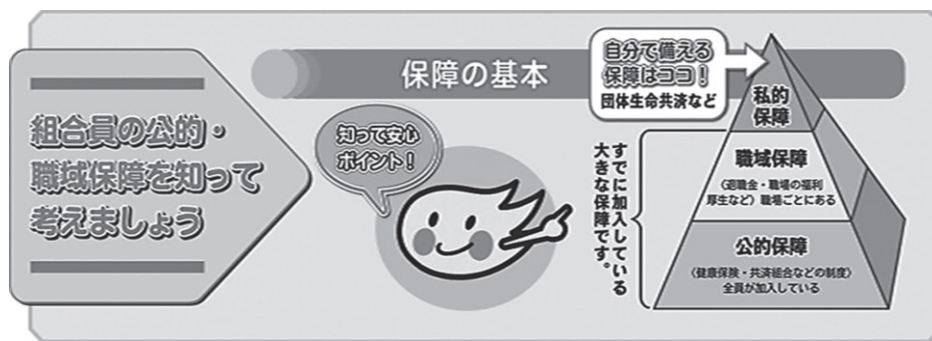 組合員の公的・
職域保障を知って
考えましょう
保障の基本
知って安心
ポイント！
自分で備える
保障はココ！
団体生命共済など
すでに加入している
大きな保障です。
私的
保障
職域保障
〈退職金・職場の福利
厚生など〉職場ごとにある
公的保障
〈健康保険・共済組合などの制度〉
全員が加入している